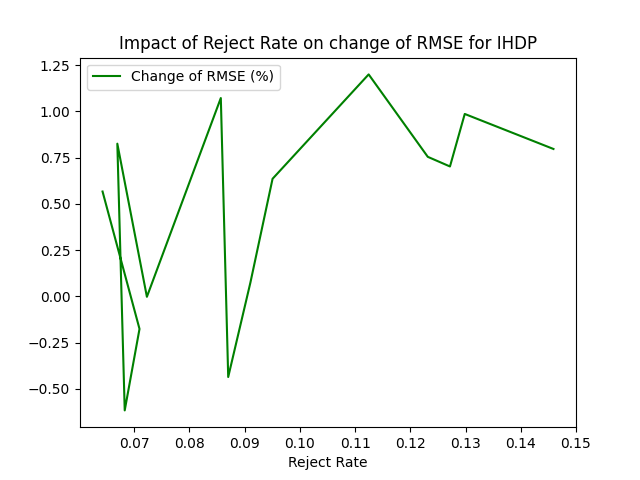 Impact of Reject Rate on change of RMSE for IHDP
Change of RMSE (%)
1.25
1.00
0.75
0.50
0.25
0.00
−0.25
−0.50
0.07 0.08 0.09 0.10 0.11 0.12 0.13 0.14 0.15
Reject Rate